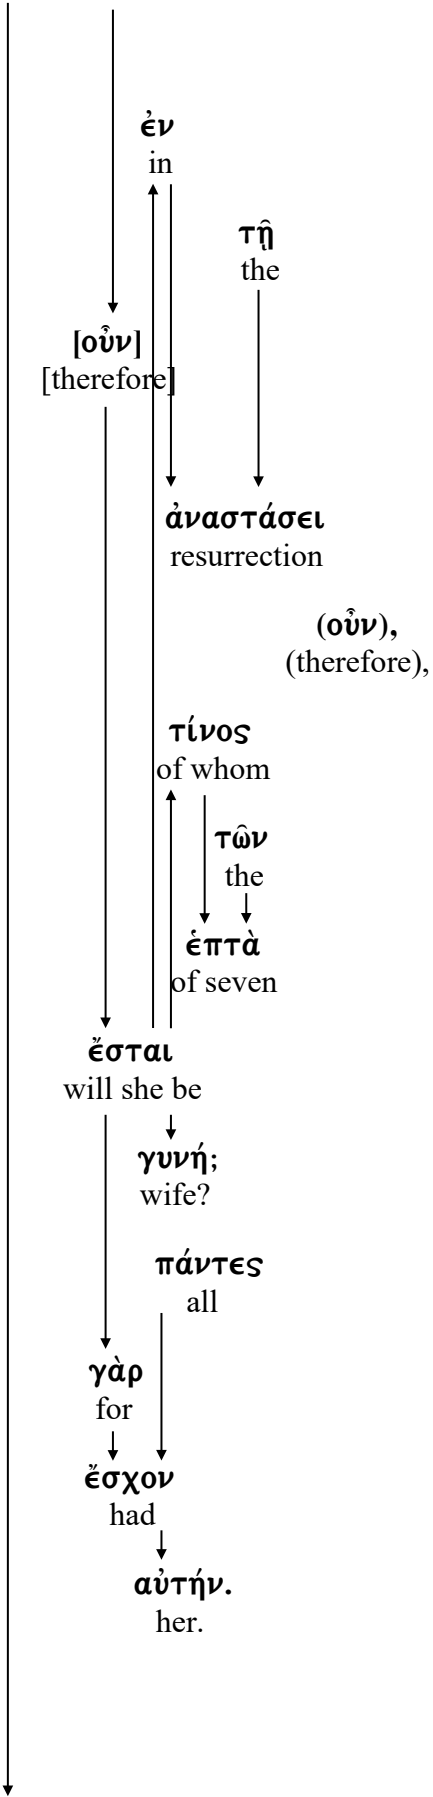 ἐν
in
τῇ
the
[οὖν]
[therefore]
ἀναστάσει
resurrection
(οὖν),
(therefore),
τίνος
of whom
τῶν
the
ἑπτὰ
of seven
ἔσται
will she be
γυνή;
wife?
πάντες
all
γὰρ
for
ἔσχον
had
αὐτήν.
her.